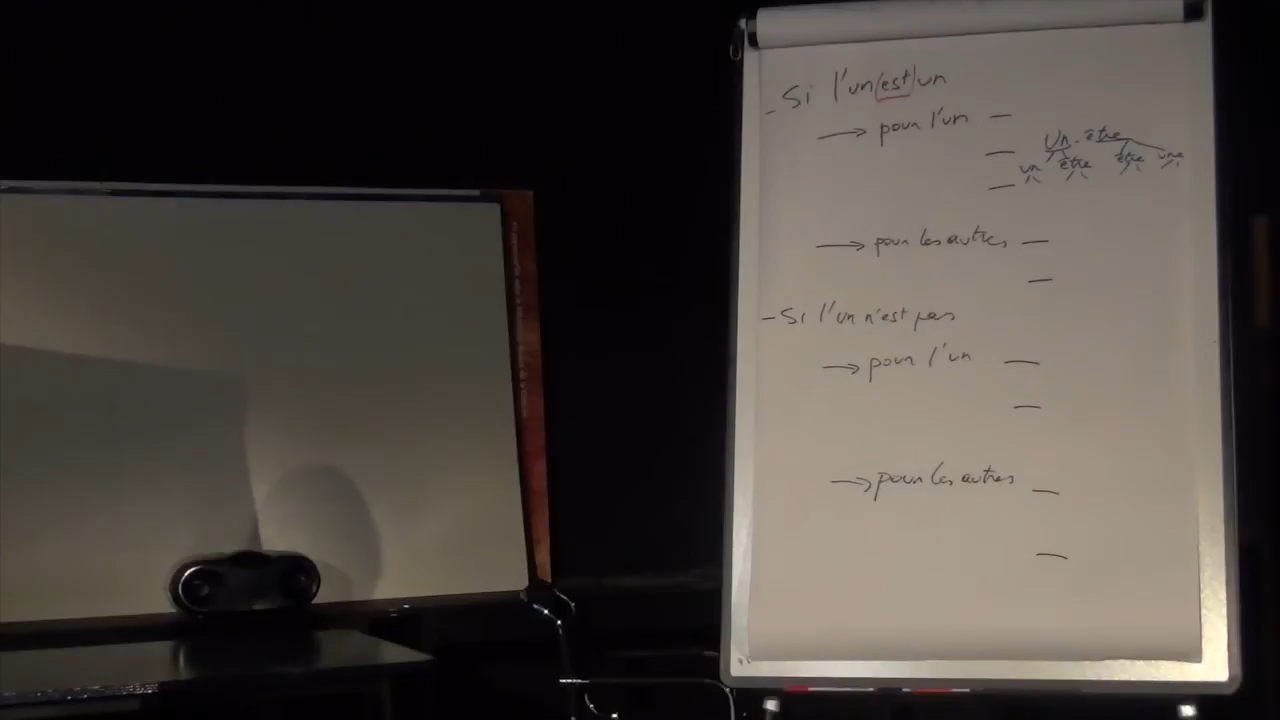 - Si l'un (est) un
→ pour l'un —
Un - être
—
un être être une
—
→ pour les autres —
—
- Si l'un n'est pas
→ pour l'un —
—
→ pour les autres —
—